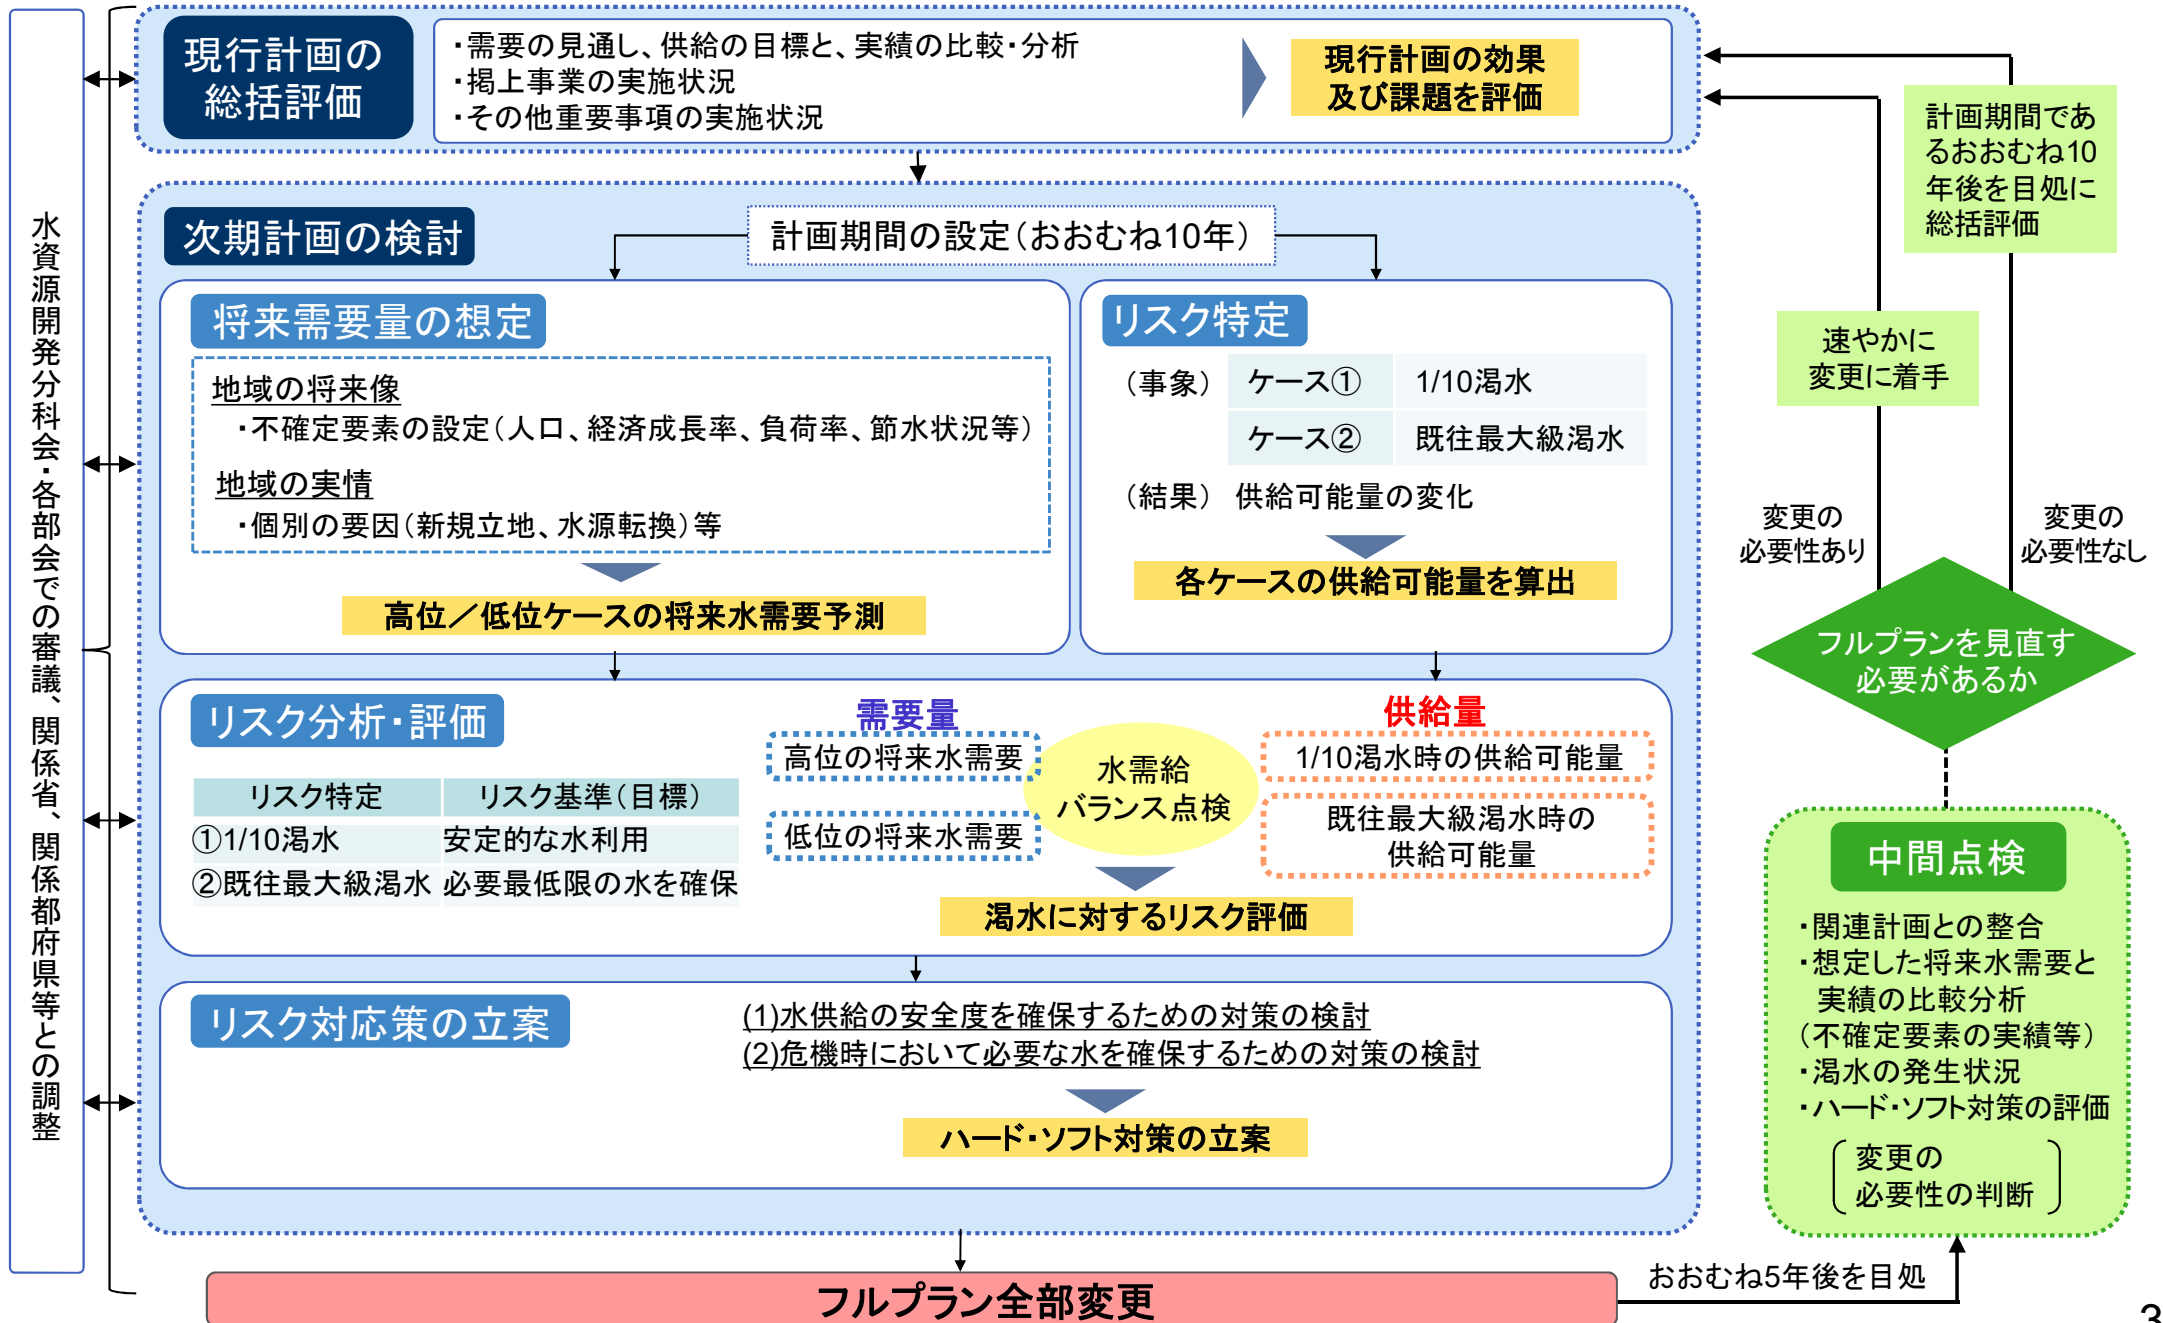 水資源開発分科会・各部会での審議、関係省、関係都府県等との調整
現行計画の
総括評価
・需要の見通し、供給の目標と、実績の比較・分析
・掲上事業の実施状況
・その他重要事項の実施状況
現行計画の効果
及び課題を評価
次期計画の検討
計画期間の設定（おおむね10年）
将来需要量の想定
地域の将来像
・不確定要素の設定（人口、経済成長率、負荷率、節水状況等）
地域の実情
・個別の要因（新規立地、水源転換）等
高位／低位ケースの将来水需要予測
リスク特定
（事象）　ケース①　1/10渇水
ケース②　既往最大級渇水
（結果）　供給可能量の変化
各ケースの供給可能量を算出
リスク分析・評価
リスク特定　リスク基準（目標）
①1/10渇水　安定的な水利用
②既往最大級渇水　必要最低限の水を確保
需要量
高位の将来水需要
低位の将来水需要
水需給
バランス点検
供給量
1/10渇水時の供給可能量
既往最大級渇水時の
供給可能量
渇水に対するリスク評価
リスク対応策の立案
(1)水供給の安全度を確保するための対策の検討
(2)危機時において必要な水を確保するための対策の検討
ハード・ソフト対策の立案
フルプラン全部変更
おおむね5年後を目処
中間点検
・関連計画との整合
・想定した将来水需要と
実績の比較分析
（不確定要素の実績等）
・渇水の発生状況
・ハード・ソフト対策の評価
変更の
必要性の判断
フルプランを見直す
必要があるか
変更の
必要性あり
変更の
必要性なし
速やかに
変更に着手
計画期間であ
るおおむね10
年後を目処に
総括評価
3